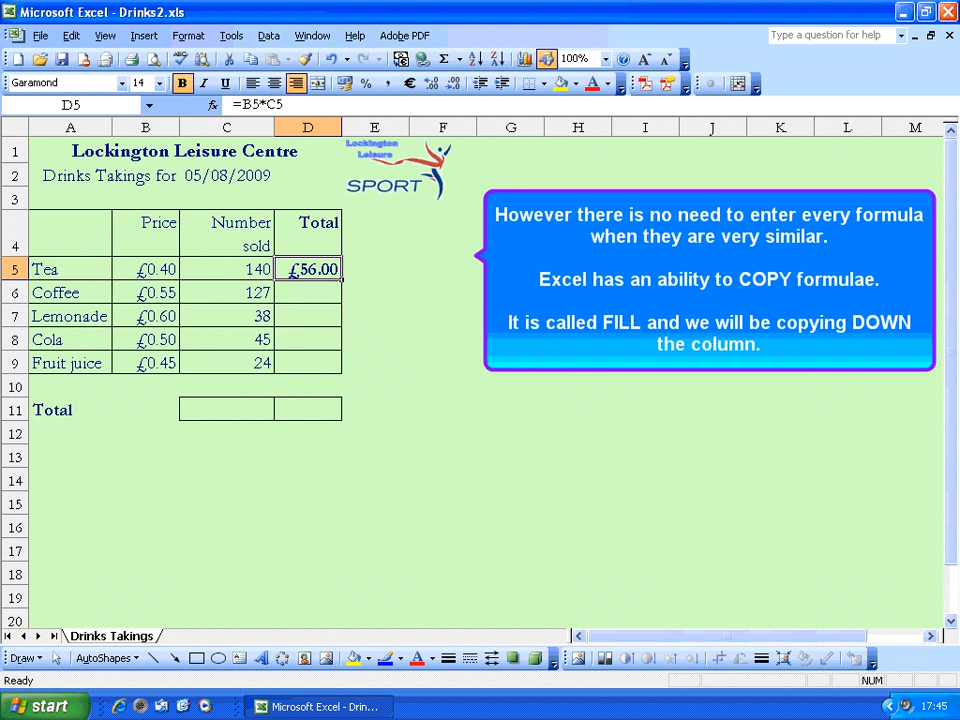 Microsoft Excel - Drinks2.xls
File Edit View Insert Format Tools Data Window Help Adobe PDF
Type a question for help
100%
Garamond 14 B I U
D5 fx =B5*C5
A B C D E F G H I J K L M
1 Lockington Leisure Centre
Lockington
Leisure
SPORT
2 Drinks Takings for 05/08/2009
3
4 Price Number sold Total
5 Tea £0.40 140 £56.00
6 Coffee £0.55 127
7 Lemonade £0.60 38
8 Cola £0.50 45
9 Fruit juice £0.45 24
10
11 Total
12
13
14
15
16
17
18
19
20
However there is no need to enter every formula
when they are very similar.
Excel has an ability to COPY formulae.
It is called FILL and we will be copying DOWN
the column.
Drinks Takings
Draw AutoShapes
Ready NUM
start Microsoft Excel - Drin... 17:45